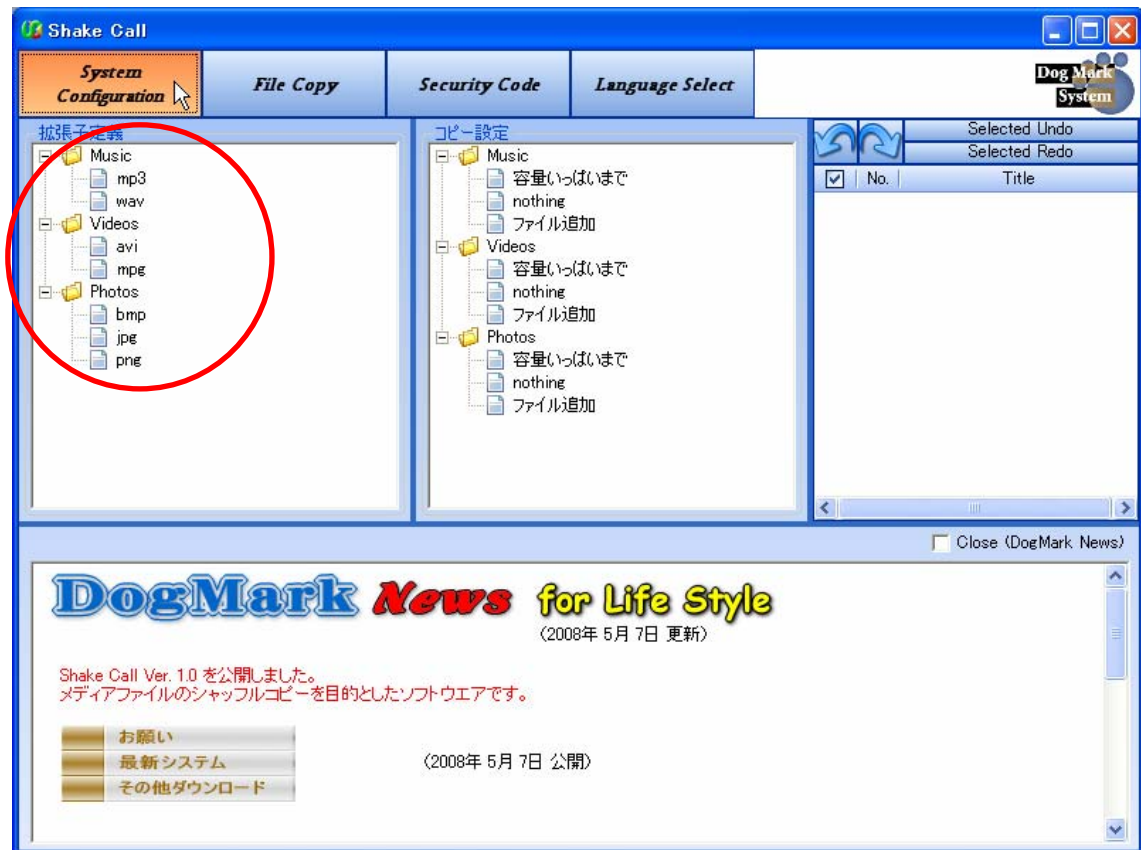 Shake Call
System
Configuration
File Copy
Security Code
Language Select
Dog Mark
System
拡張子定義
Music
mp3
wav
Videos
avi
mpg
Photos
bmp
jpg
png
コピー設定
Music
容量いっぱいまで
nothing
ファイル追加
Videos
容量いっぱいまで
nothing
ファイル追加
Photos
容量いっぱいまで
nothing
ファイル追加
Selected Undo
Selected Redo
No. Title
Close (DogMark News)
DogMark News for Life Style
(2008年 5月 7日 更新)
Shake Call Ver. 1.0 を公開しました。
メディアファイルのシャッフルコピーを目的としたソフトウエアです。
お願い
最新システム (2008年 5月 7日 公開)
その他ダウンロード